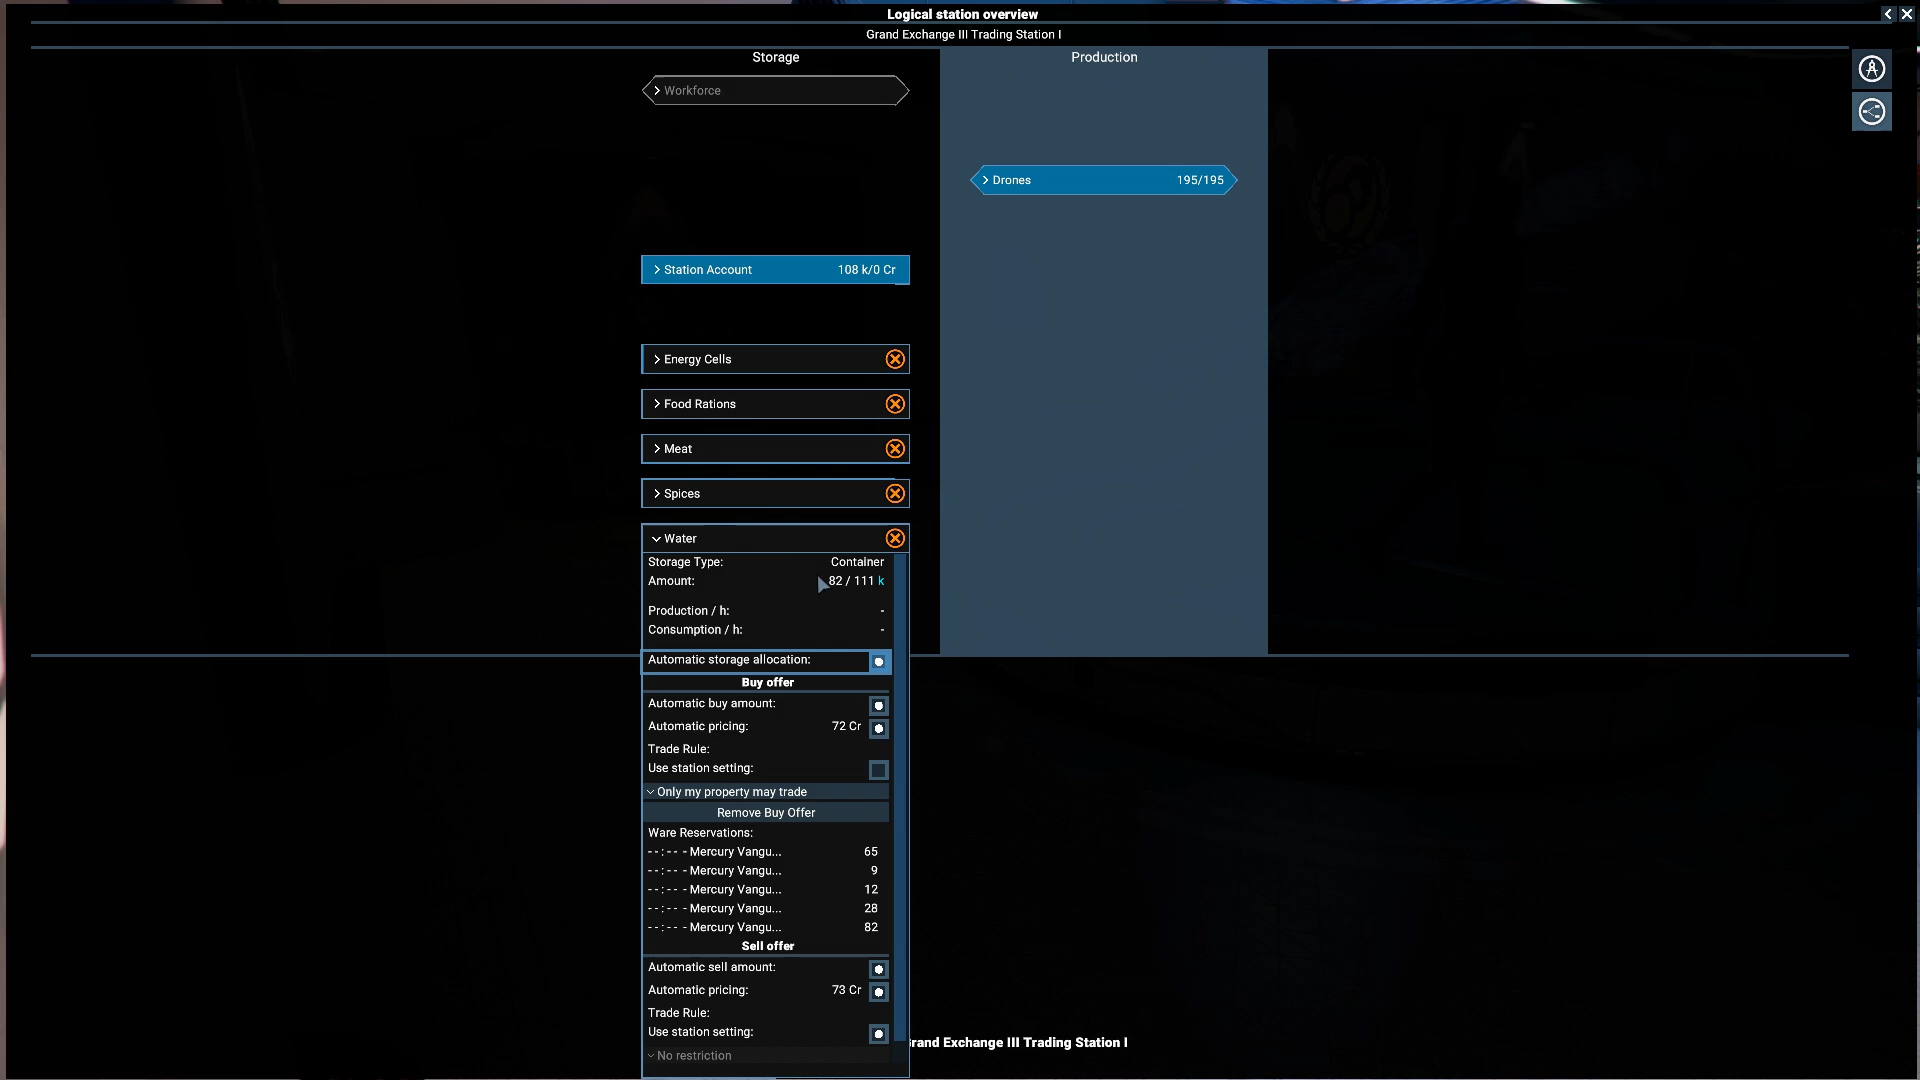 Logical station overview
Grand Exchange III Trading Station I
Storage
Production
Workforce
Drones 195/195
Station Account 108 k/0 Cr
Energy Cells
Food Rations
Meat
Spices
Water
Storage Type: Container
Amount: 82 / 111 k
Production / h: -
Consumption / h: -
Automatic storage allocation:
Buy offer
Automatic buy amount:
Automatic pricing: 72 Cr
Trade Rule:
Use station setting:
Only my property may trade
Remove Buy Offer
Ware Reservations:
--:-- - Mercury Vangu... 65
--:-- - Mercury Vangu... 9
--:-- - Mercury Vangu... 12
--:-- - Mercury Vangu... 28
--:-- - Mercury Vangu... 82
Sell offer
Automatic sell amount:
Automatic pricing: 73 Cr
Trade Rule:
Use station setting:
No restriction
Grand Exchange III Trading Station I